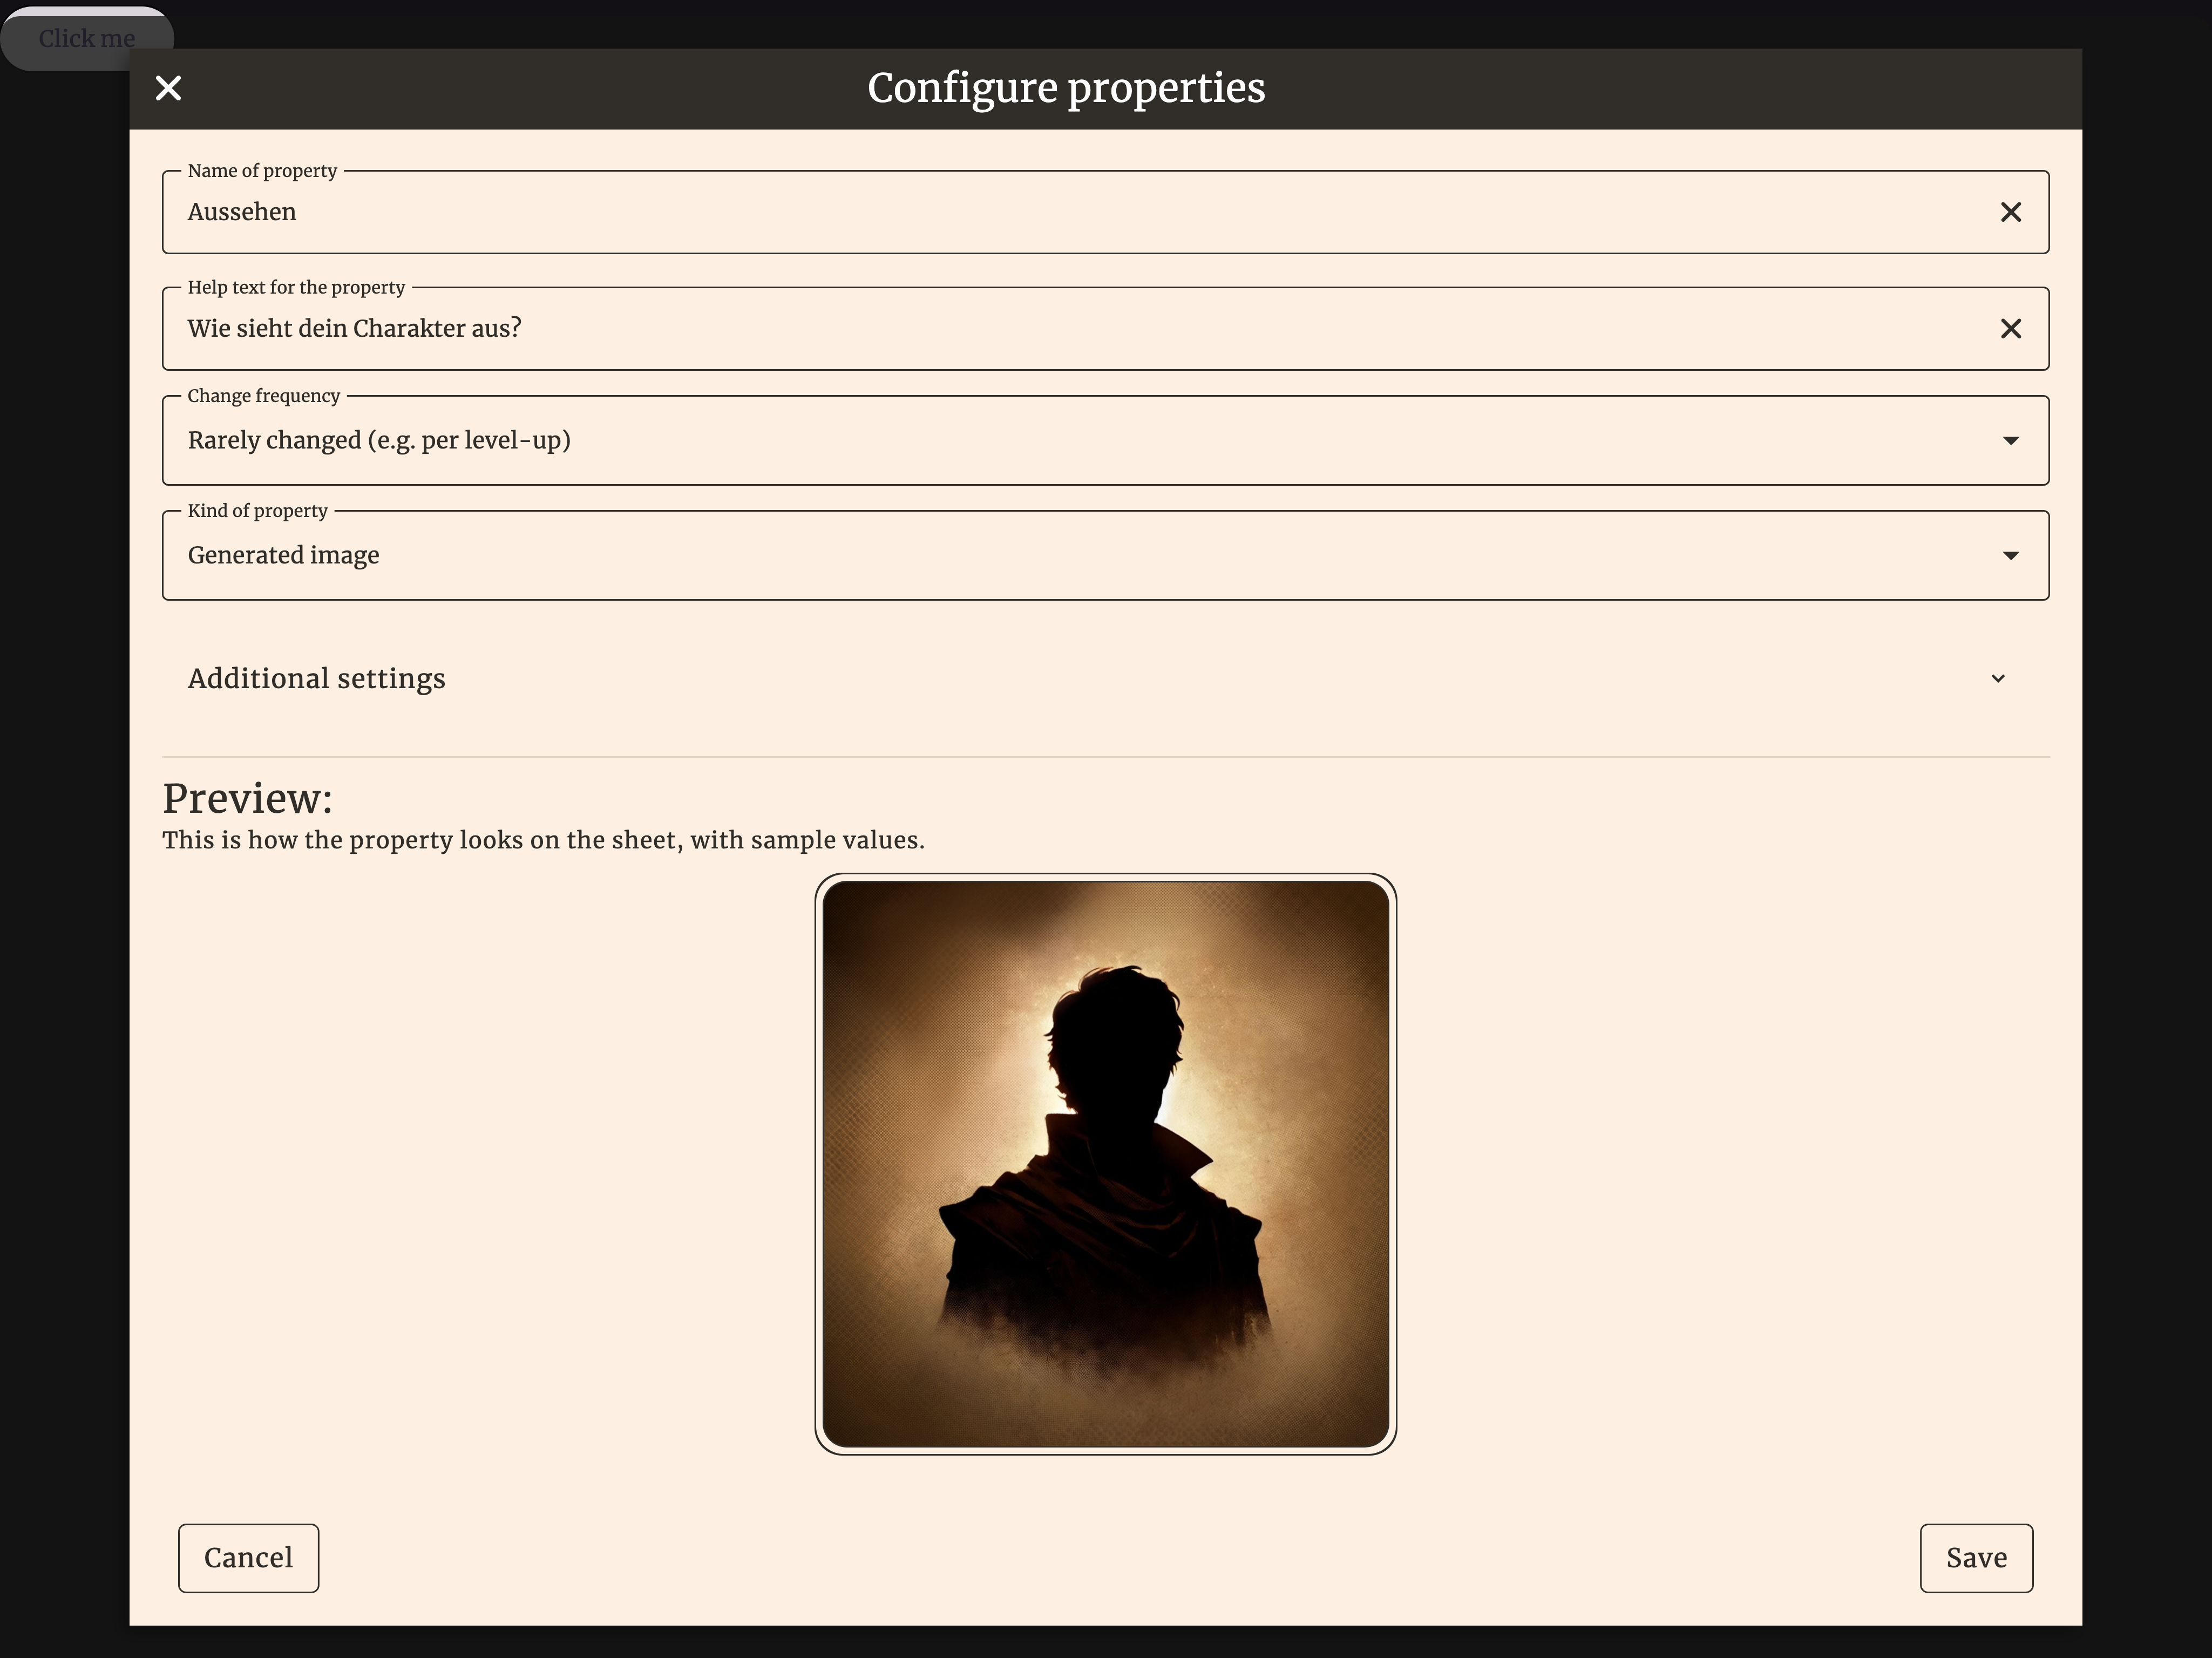 Click me
Configure properties
Name of property
Aussehen
Help text for the property
Wie sieht dein Charakter aus?
Change frequency
Rarely changed (e.g. per level-up)
Kind of property
Generated image
Additional settings
Preview:
This is how the property looks on the sheet, with sample values.
Cancel
Save